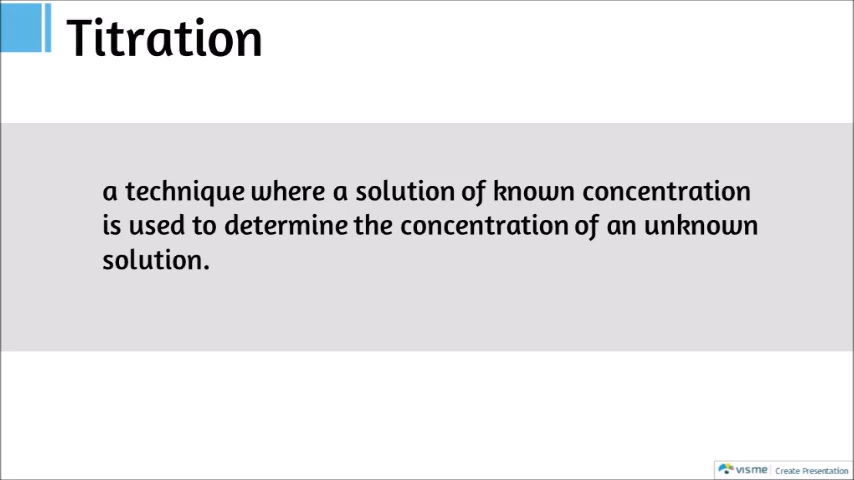 Titration
a technique where a solution of known concentration
is used to determine the concentration of an unknown
solution.
visme | Create Presentation